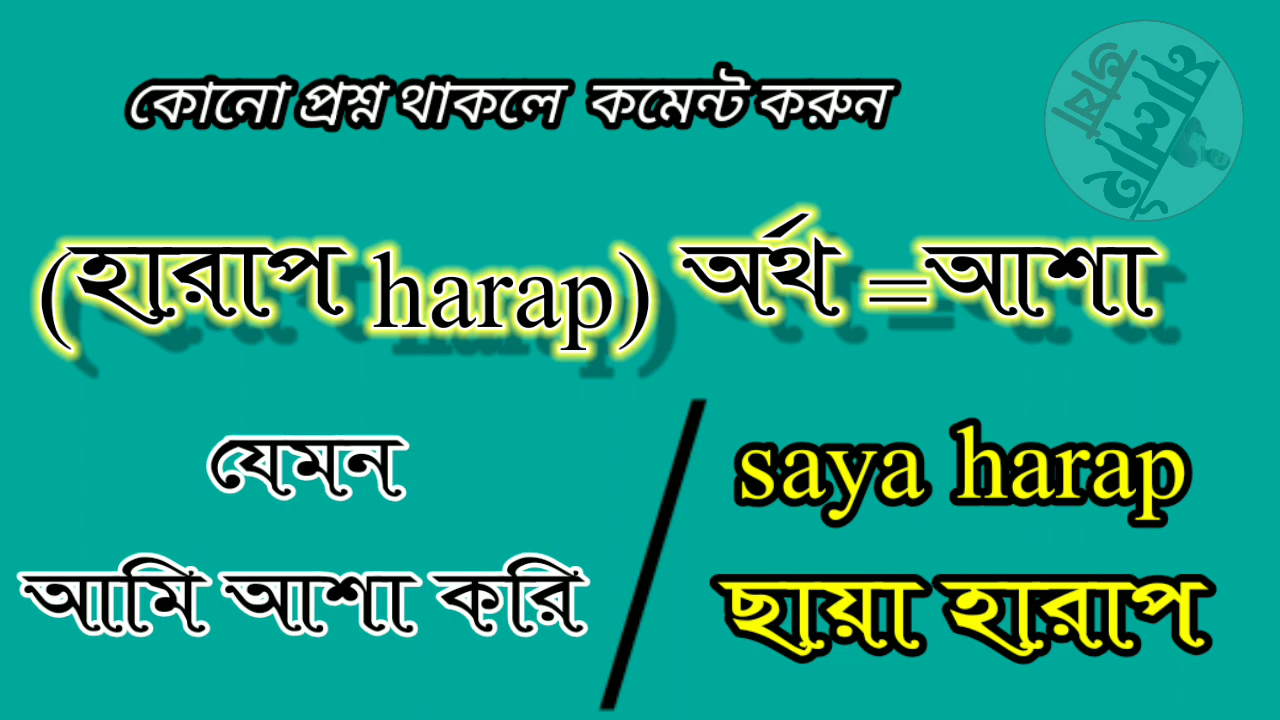 কোনো প্রশ্ন থাকলে কমেন্ট করুন
(হারাপ harap) অর্থ =আশা
যেমন
আমি আশা করি
saya harap
ছায়া হারাপ